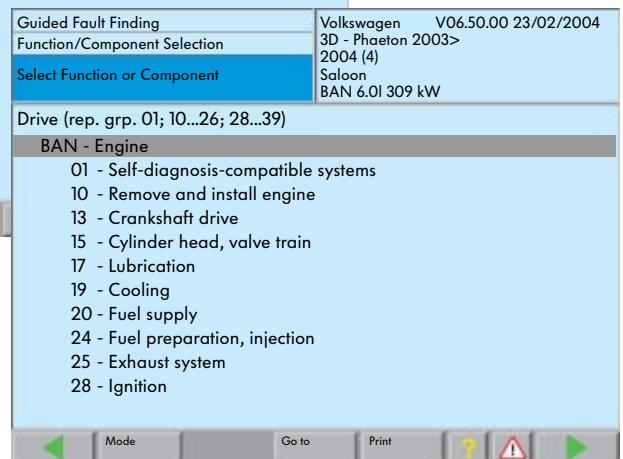 Guided Fault Finding
Function/Component Selection
Select Function or Component
Volkswagen V06.50.00 23/02/2004
3D - Phaeton 2003>
2004 (4)
Saloon
BAN 6.0l 309 kW
Drive (rep. grp. 01; 10...26; 28...39)
BAN - Engine
01 - Self-diagnosis-compatible systems
10 - Remove and install engine
13 - Crankshaft drive
15 - Cylinder head, valve train
17 - Lubrication
19 - Cooling
20 - Fuel supply
24 - Fuel preparation, injection
25 - Exhaust system
28 - Ignition
Mode Go to Print ?